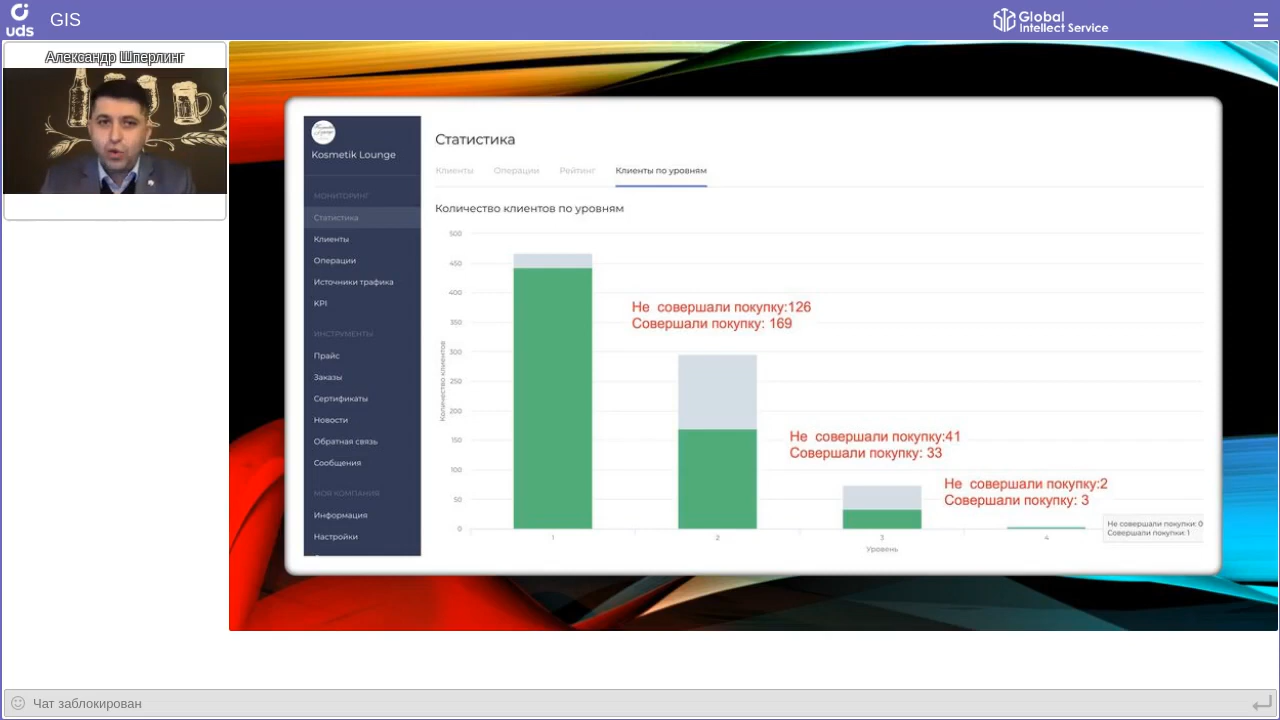 uds
GIS
Global
Intellect Service
Александр Шперлинг
Kosmetik Lounge
МОНИТОРИНГ
Статистика
Клиенты
Операции
Источники трафика
KPI
ИНСТРУМЕНТЫ
Прайс
Заказы
Сертификаты
Новости
Обратная связь
Сообщения
МОЯ КОМПАНИЯ
Информация
Настройки
Статистика
Клиенты Операции Рейтинг Клиенты по уровням
Количество клиентов по уровням
Количество клиентов
500
450
400
350
300
250
200
150
100
50
0
Не совершали покупку:126
Совершали покупку: 169
Не совершали покупку:41
Совершали покупку: 33
Не совершали покупку:2
Совершали покупку: 3
Не совершали покупки: 0
Совершали покупки: 1
1 2 3 4
Уровень
Чат заблокирован